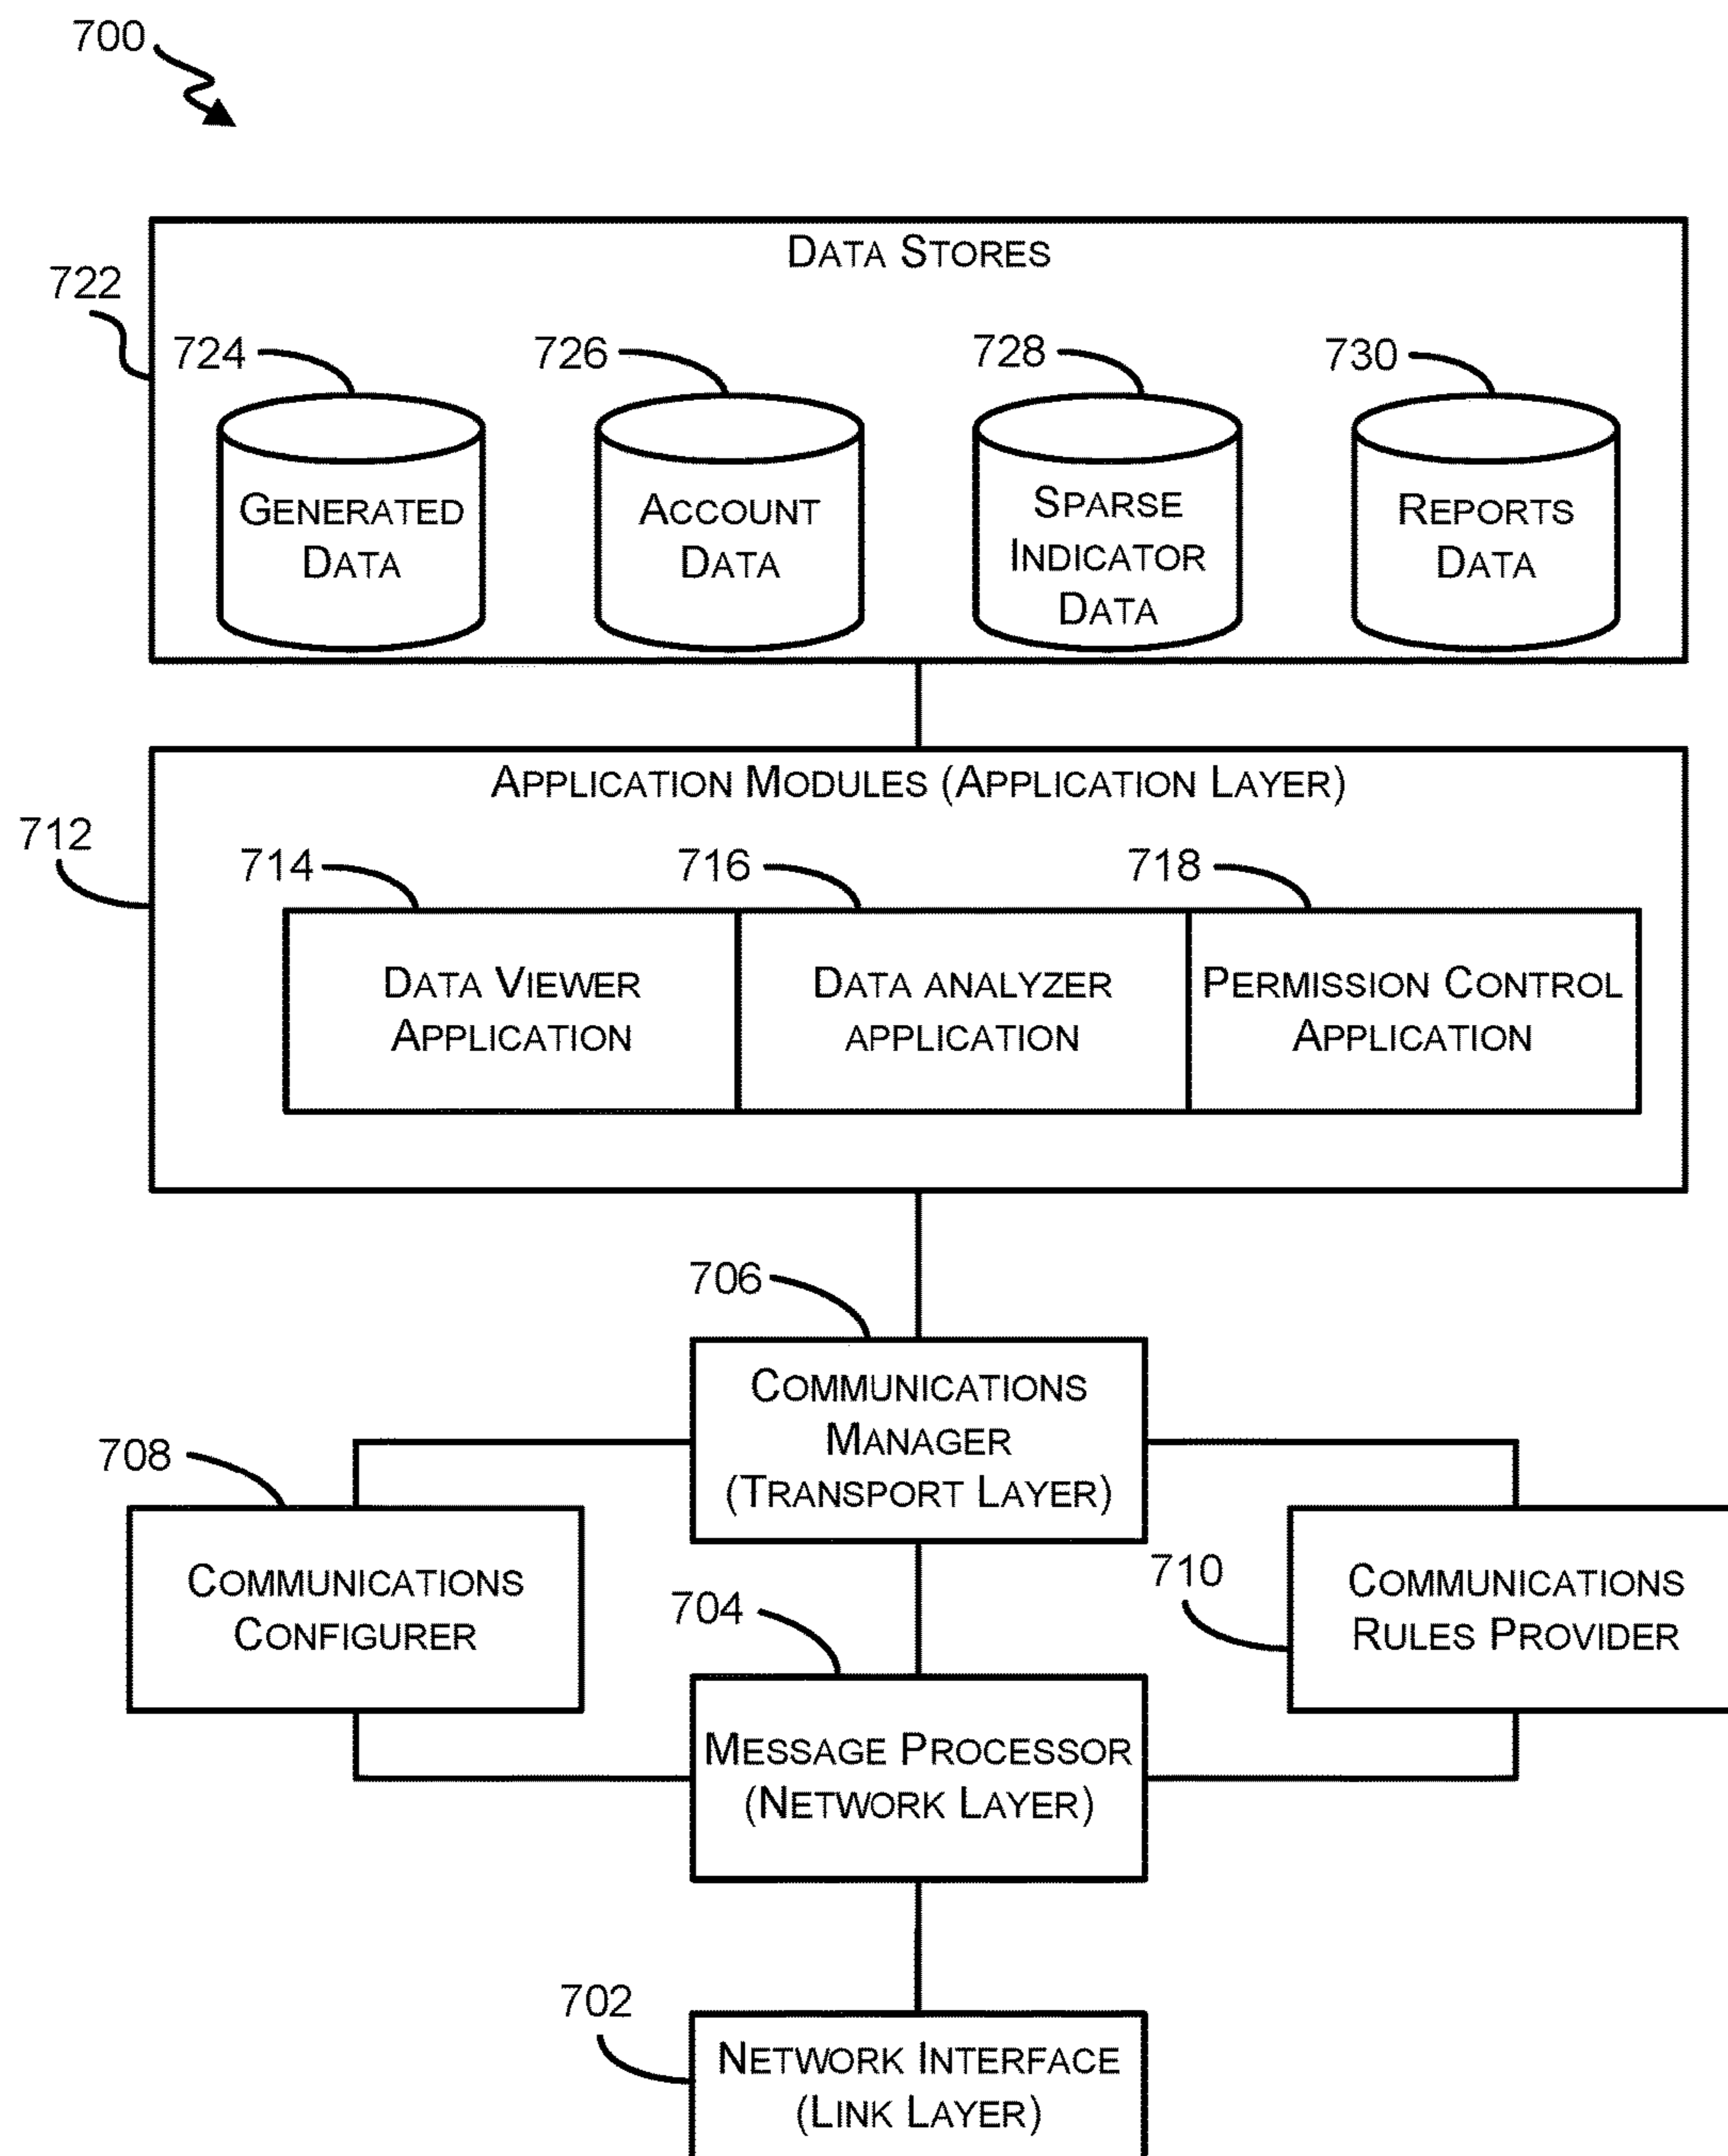 700
DATA STORES
722
724
726
728
730
GENERATED
DATA
ACCOUNT
DATA
SPARSE
INDICATOR
DATA
REPORTS
DATA
APPLICATION MODULES (APPLICATION LAYER)
712
714
716
718
DATA VIEWER
APPLICATION
DATA ANALYZER
APPLICATION
PERMISSION CONTROL
APPLICATION
706
COMMUNICATIONS
MANAGER
(TRANSPORT LAYER)
708
COMMUNICATIONS
CONFIGURER
710
COMMUNICATIONS
RULES PROVIDER
704
MESSAGE PROCESSOR
(NETWORK LAYER)
702
NETWORK INTERFACE
(LINK LAYER)